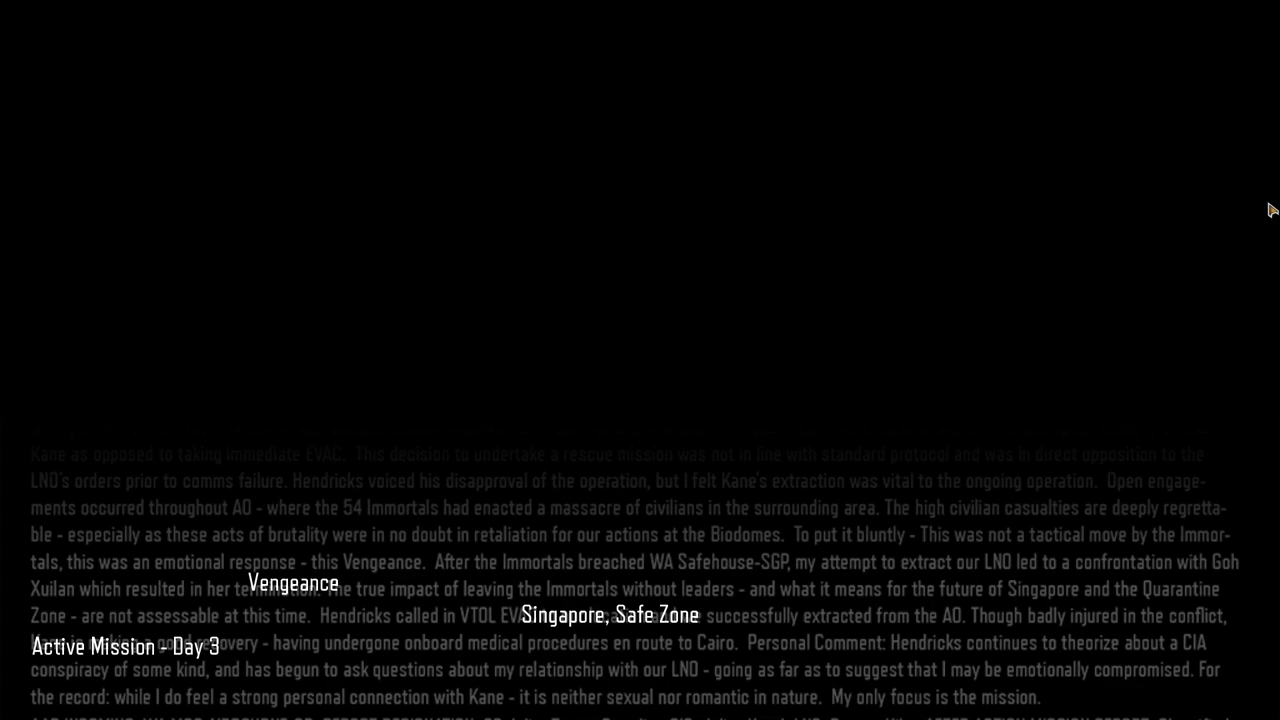 Kane as opposed to taking immediate EVAC.  This decision to undertake a rescue mission was not in line with standard protocol and was in direct opposition to the
LNO's orders prior to comms failure. Hendricks voiced his disapproval of the operation, but I felt Kane's extraction was vital to the ongoing operation.  Open engage-
ments occurred throughout AO - where the 54 Immortals had enacted a massacre of civilians in the surrounding area. The high civilian casualties are deeply regretta-
ble - especially as these acts of brutality were in no doubt in retaliation for our actions at the Biodomes.  To put it bluntly - This was not a tactical move by the Immor-
tals, this was an emotional response - this Vengeance.  After the Immortals breached WA Safehouse-SGP, my attempt to extract our LNO led to a confrontation with Goh
Vengeance
Xuilan which resulted in her the true impact of leaving the Immortals without leaders - and what it means for the future of Singapore and the Quarantine
Singapore, Safe Zone
Zone - are not assessable at this time.  Hendricks called in VTOL successfully extracted from the AO. Though badly injured in the conflict,
Active Mission - Day 3
a good recovery - having undergone onboard medical procedures en route to Cairo.  Personal Comment: Hendricks continues to theorize about a CIA
conspiracy of some kind, and has begun to ask questions about my relationship with our LNO - going as far as to suggest that I may be emotionally compromised. For
the record: while I do feel a strong personal connection with Kane - it is neither sexual nor romantic in nature.  My only focus is the mission.